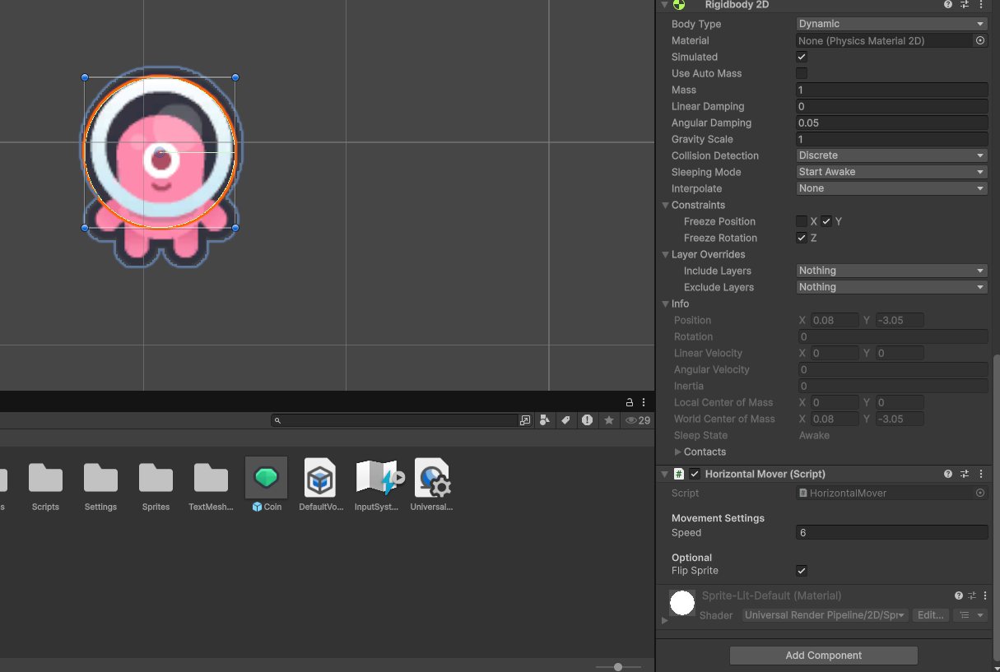 Rigidbody 2D
Body Type Dynamic
Material None (Physics Material 2D)
Simulated
Use Auto Mass
Mass 1
Linear Damping 0
Angular Damping 0.05
Gravity Scale 1
Collision Detection Discrete
Sleeping Mode Start Awake
Interpolate None
Constraints
Freeze Position X Y
Freeze Rotation Z
Layer Overrides
Include Layers Nothing
Exclude Layers Nothing
Info
Position X 0.08 Y -3.05
Rotation 0
Linear Velocity X 0 Y 0
Angular Velocity 0
Inertia 0
Local Center of Mass X 0 Y 0
World Center of Mass X 0.08 Y -3.05
Sleep State Awake
Contacts
# Horizontal Mover (Script)
Script # HorizontalMover
Movement Settings
Speed 6
Optional
Flip Sprite
Sprite-Lit-Default (Material)
Shader Universal Render Pipeline/2D/Spr Edit...
Add Component
29
s Scripts Settings Sprites TextMesh... Coin DefaultVo... InputSyst... Universal...